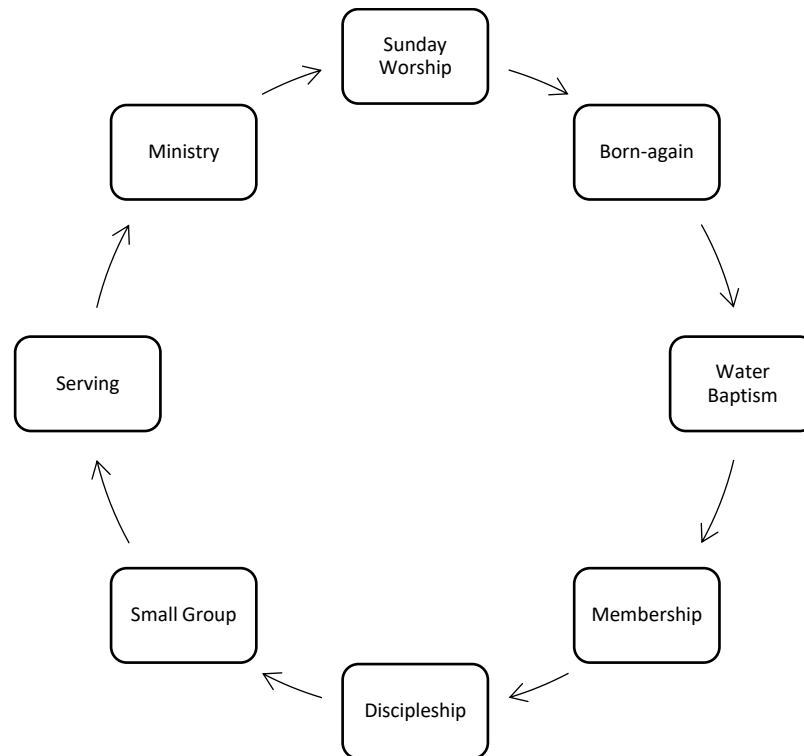 Sunday
Worship
Born-again
Water
Baptism
Membership
Discipleship
Small Group
Serving
Ministry